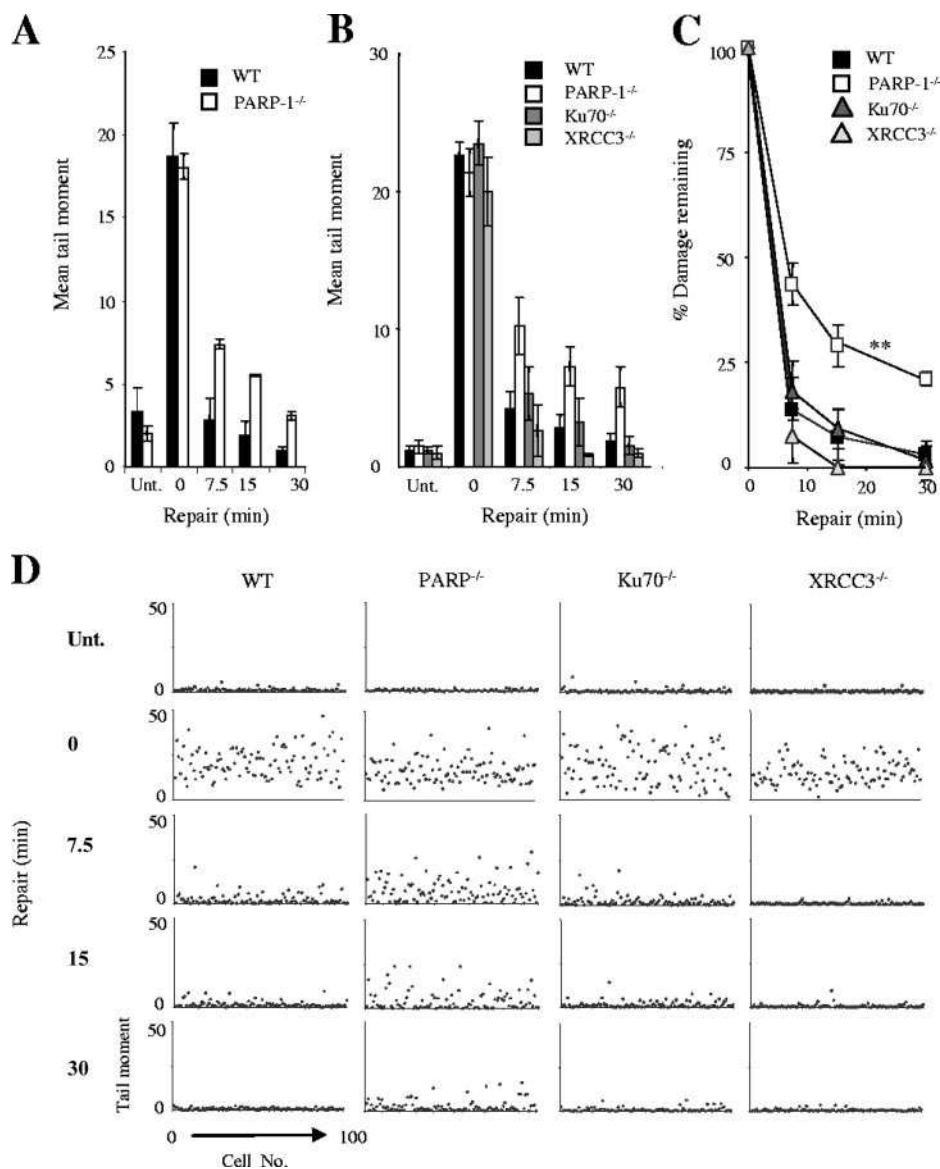 A
25
20
15
10
5
0
Mean tail moment
WT
PARP-1-/-
Unt. 0 7.5 15 30
Repair (min)
B
30
20
10
0
Mean tail moment
WT
PARP-1-/-
Ku70-/-
XRCC3-/-
Unt. 0 7.5 15 30
Repair (min)
C
100
75
50
25
0
% Damage remaining
WT
PARP-1-/-
Ku70-/-
XRCC3-/-
**
0 10 20 30
Repair (min)
D
WT PARP-/- Ku70-/- XRCC3-/-
Unt.
50
0
0
50
0
7.5
50
0
15
50
0
30
50
0
Repair (min)
Tail moment
0 100
Cell No.